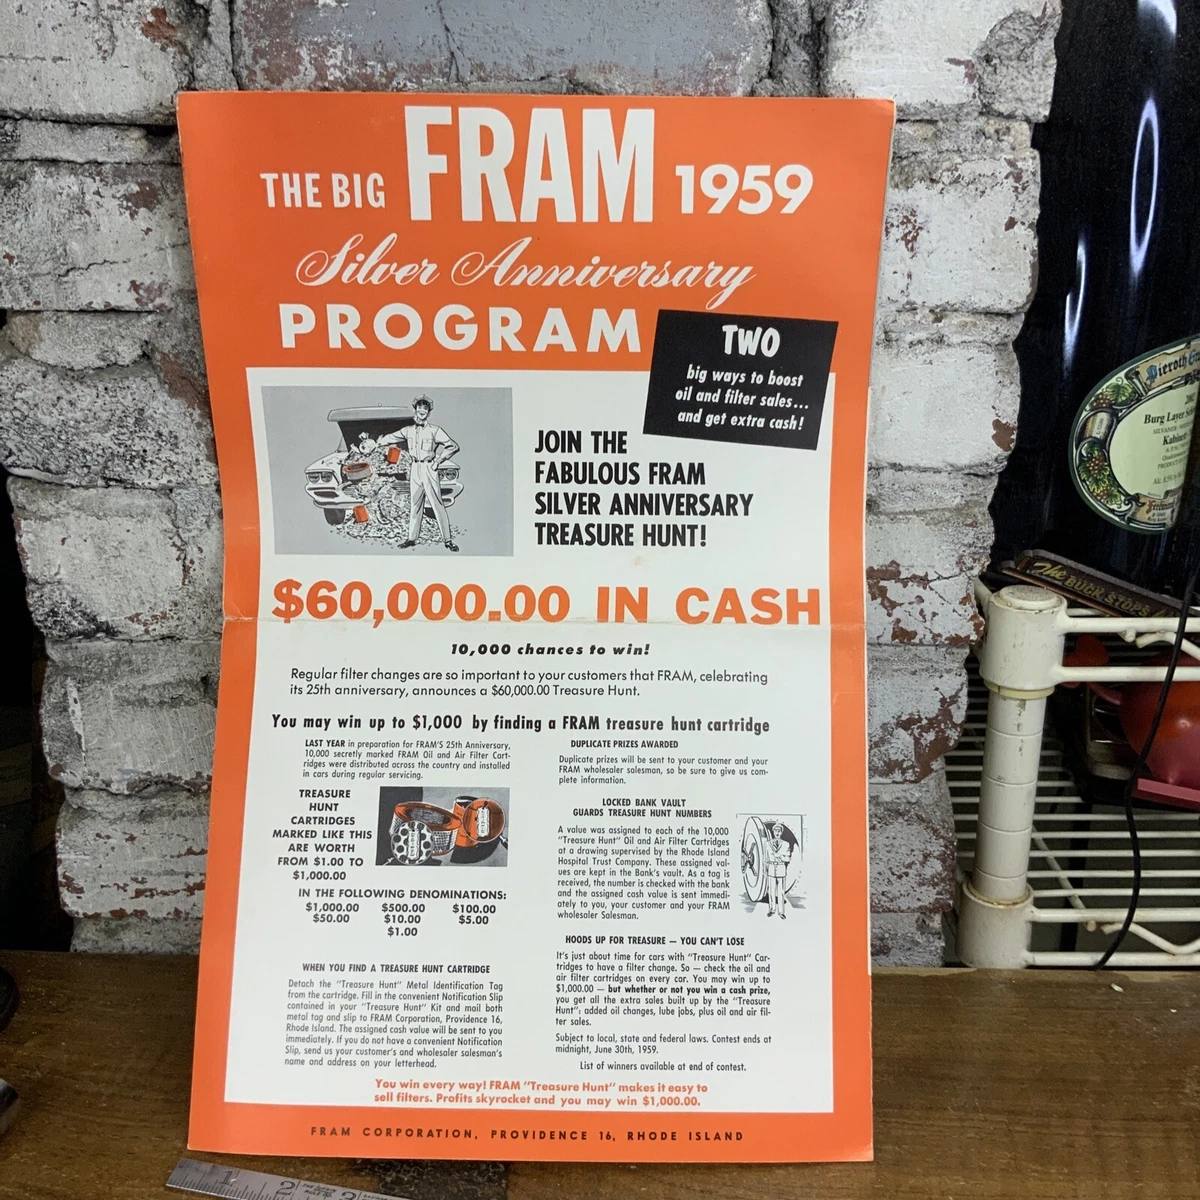 THE BIG FRAM 1959
Silver Anniversary
PROGRAM
TWO
big ways to boost
oil and filter sales...
and get extra cash!
JOIN THE
FABULOUS FRAM
SILVER ANNIVERSARY
TREASURE HUNT!
$60,000.00 IN CASH
10,000 chances to win!
Regular filter changes are so important to your customers that FRAM, celebrating
its 25th anniversary, announces a $60,000.00 Treasure Hunt.
You may win up to $1,000 by finding a FRAM treasure hunt cartridge
LAST YEAR in preparation for FRAM'S 25th Anniversary,
10,000 secretly marked FRAM Oil and Air Filter Cart-
ridges were distributed across the country and installed
in cars during regular servicing.
TREASURE
HUNT
CARTRIDGES
MARKED LIKE THIS
ARE WORTH
FROM $1.00 TO
$1,000.00
IN THE FOLLOWING DENOMINATIONS:
$1,000.00 $500.00 $100.00
$50.00 $10.00 $5.00
$1.00
WHEN YOU FIND A TREASURE HUNT CARTRIDGE
Detach the "Treasure Hunt" Metal Identification Tag
from the cartridge. Fill in the convenient Notification Slip
contained in your "Treasure Hunt" Kit and mail both
metal tag and slip to FRAM Corporation, Providence 16,
Rhode Island. The assigned cash value will be sent to you
immediately. If you do not have a convenient Notification
Slip, send us your customer's and wholesaler salesman's
name and address on your letterhead.
DUPLICATE PRIZES AWARDED
Duplicate prizes will be sent to your customer and your
FRAM wholesaler salesman, so be sure to give us com-
plete information.
LOCKED BANK VAULT
GUARDS TREASURE HUNT NUMBERS
A value was assigned to each of the 10,000
"Treasure Hunt" Oil and Air Filter Cartridges
at a drawing supervised by the Rhode Island
Hospital Trust Company. These assigned val-
ues are kept in the Bank's vault. As a tag is
received, the number is checked with the bank
and the assigned cash value is sent immedi-
ately to you, your customer and your FRAM
wholesaler Salesman.
HOODS UP FOR TREASURE — YOU CAN'T LOSE
It's just about time for cars with "Treasure Hunt" Car-
tridges to have a filter change. So — check the oil and
air filter cartridges on every car. You may win up to
$1,000.00 — but whether or not you win a cash prize,
you get all the extra sales built up by the "Treasure
Hunt"; added oil changes, lube jobs, plus oil and air fil-
ter sales.
Subject to local, state and federal laws. Contest ends at
midnight, June 30th, 1959.
List of winners available at end of contest.
You win every way! FRAM "Treasure Hunt" makes it easy to
sell filters. Profits skyrocket and you may win $1,000.00.
FRAM CORPORATION, PROVIDENCE 16, RHODE ISLAND
Pieroth
Burg Layer
Kabinett
The BUCK STOPS
1 2 3